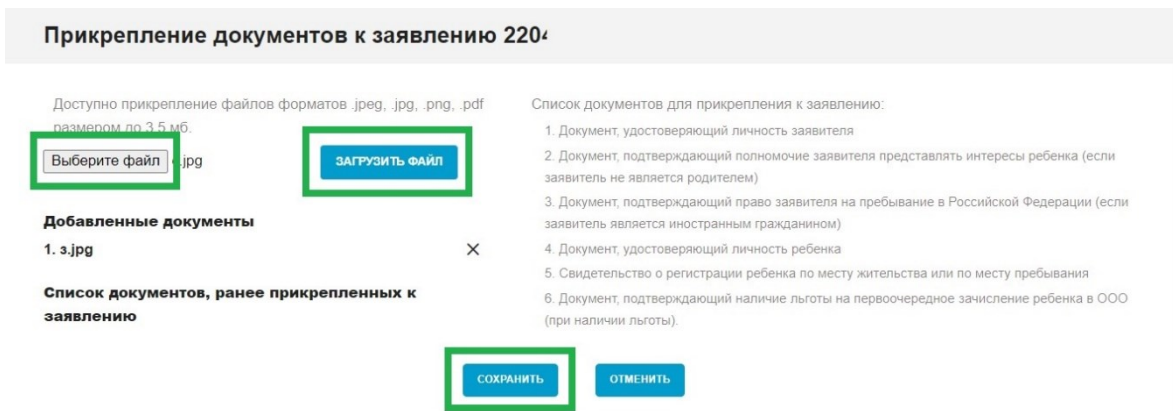 Прикрепление документов к заявлению 2204
Доступно прикрепление файлов форматов .jpeg, .jpg, .png, .pdf
размером до 3,5 мб.
Выберите файл .jpg
ЗАГРУЗИТЬ ФАЙЛ
Добавленные документы
1. з.jpg
Список документов, ранее прикрепленных к
заявлению
Список документов для прикрепления к заявлению:
1. Документ, удостоверяющий личность заявителя
2. Документ, подтверждающий полномочие заявителя представлять интересы ребенка (если
заявитель не является родителем)
3. Документ, подтверждающий право заявителя на пребывание в Российской Федерации (если
заявитель является иностранным гражданином)
4. Документ, удостоверяющий личность ребенка
5. Свидетельство о регистрации ребенка по месту жительства или по месту пребывания
6. Документ, подтверждающий наличие льготы на первоочередное зачисление ребенка в ООО
(при наличии льготы).
СОХРАНИТЬ
ОТМЕНИТЬ